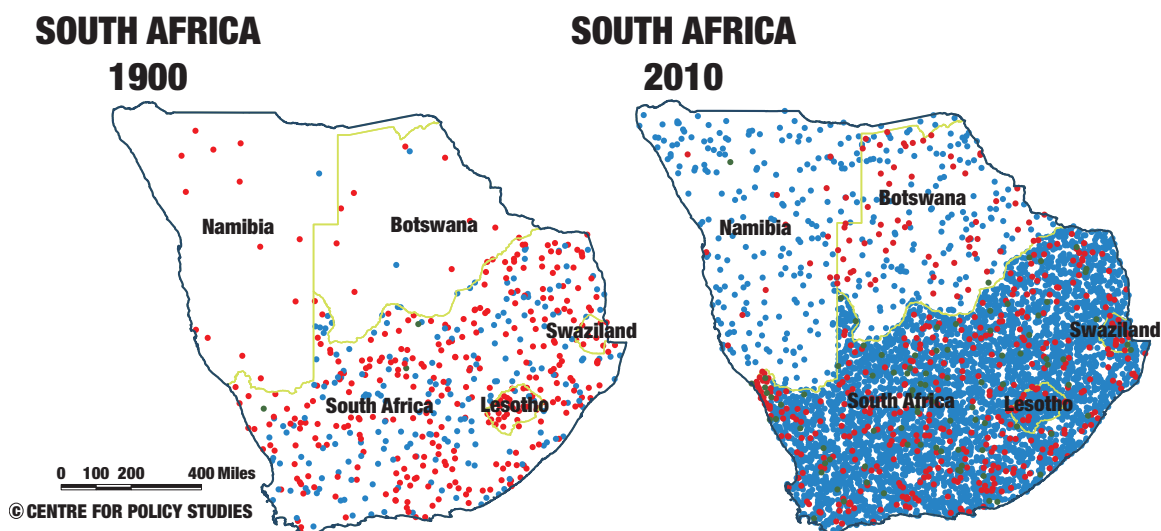 SOUTH AFRICA
1900
Namibia
Botswana
Swaziland
South Africa
Lesotho
0 100 200 400 Miles
© CENTRE FOR POLICY STUDIES
SOUTH AFRICA
2010
Botswana
Namibia
Swaziland
South Africa
Lesotho